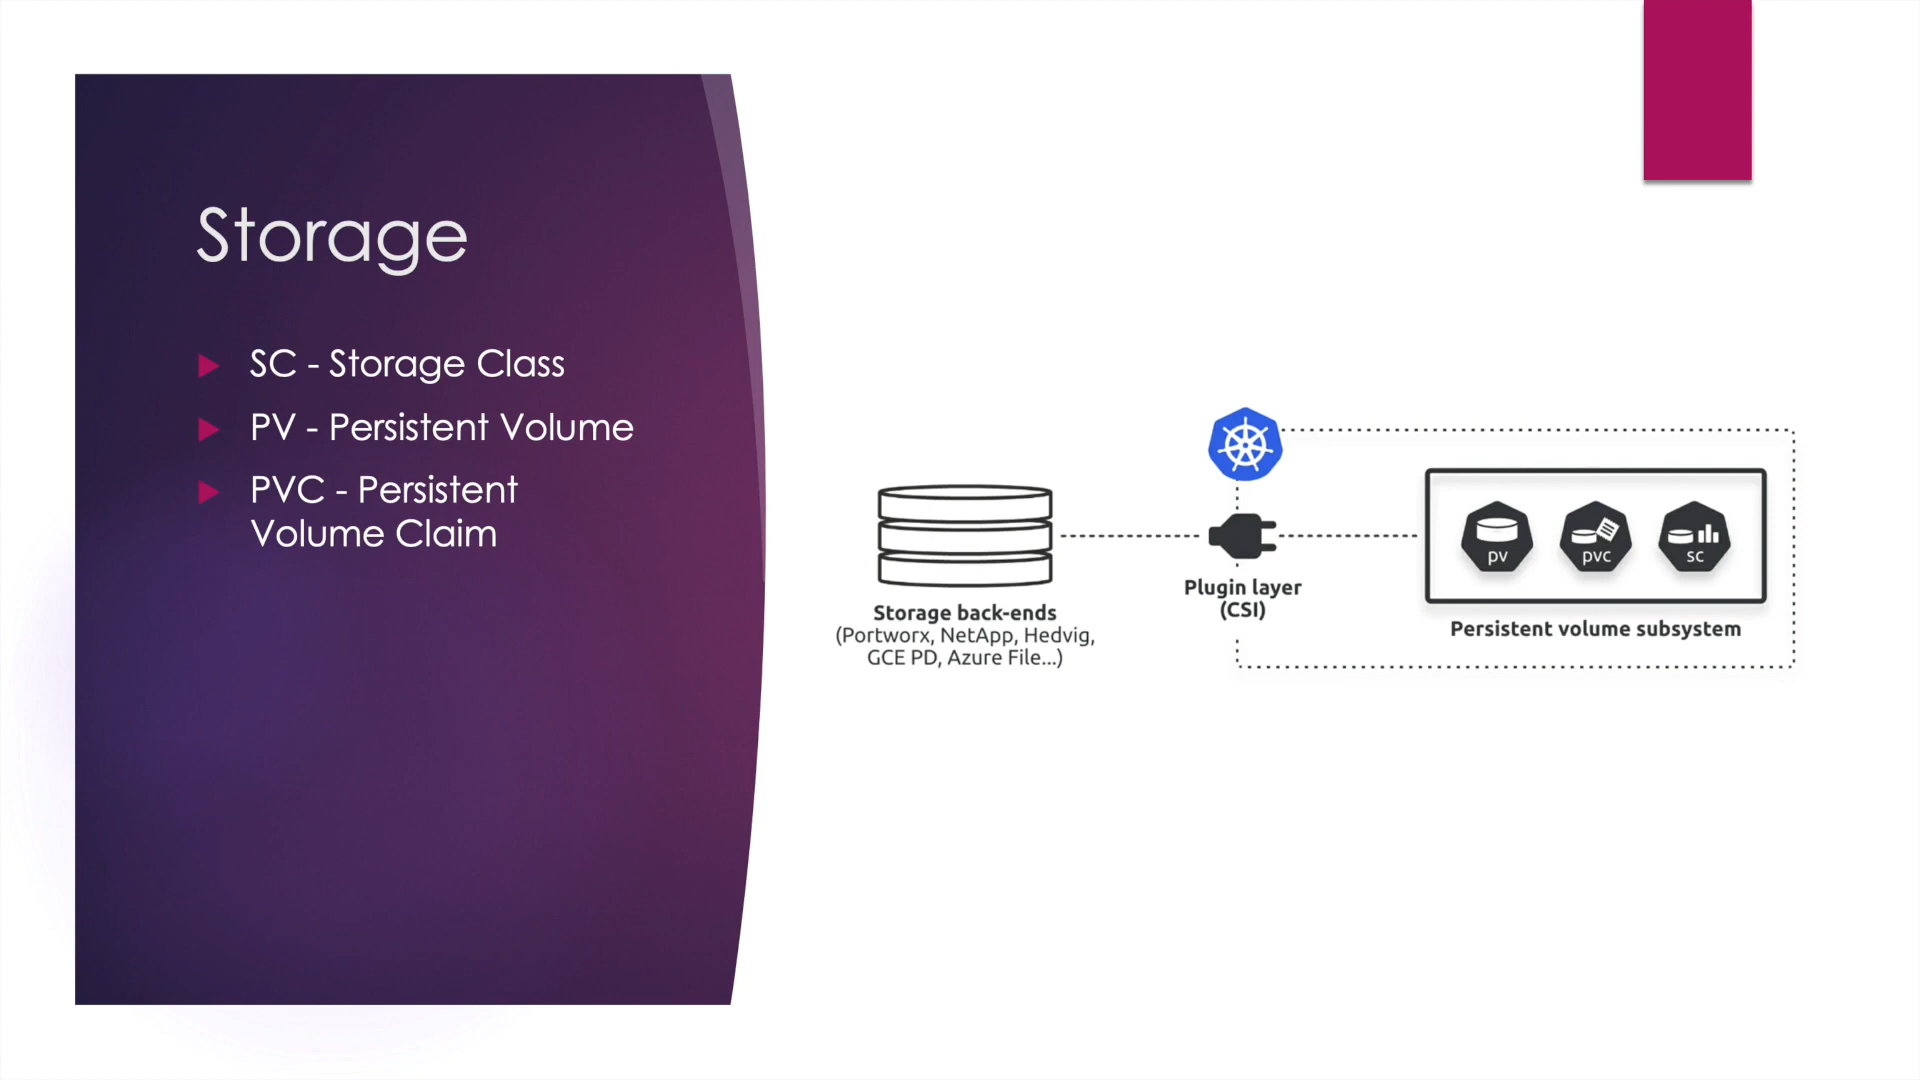 Storage
SC - Storage Class
PV - Persistent Volume
PVC - Persistent
Volume Claim
Storage back-ends
(Portworx, NetApp, Hedvig,
GCE PD, Azure File...)
Plugin layer
(CSI)
pv
pvc
sc
Persistent volume subsystem